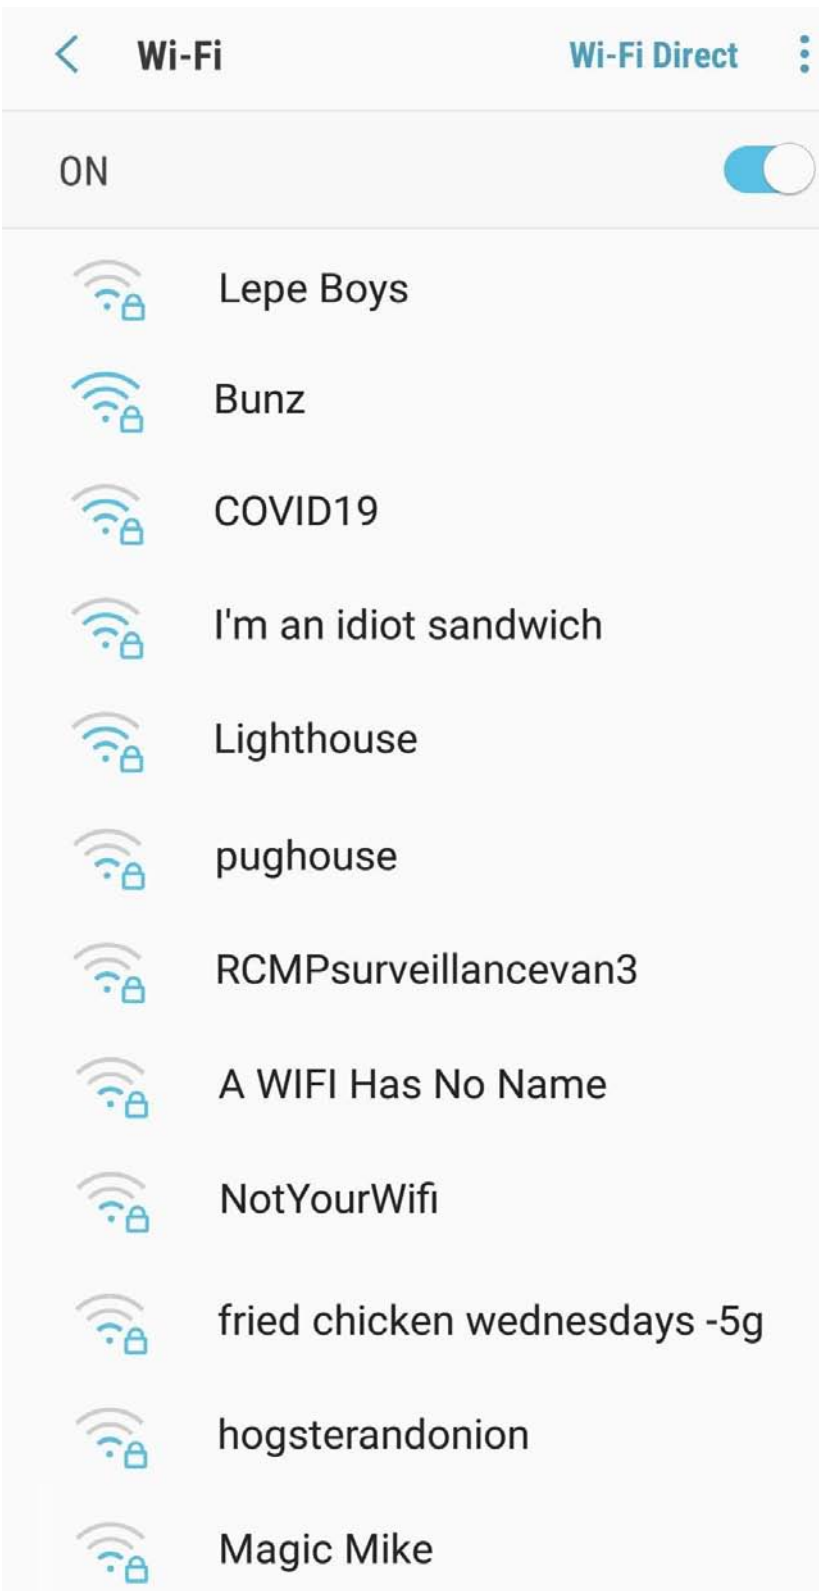 Wi-Fi Wi-Fi Direct
ON
Lepe Boys
Bunz
COVID19
I'm an idiot sandwich
Lighthouse
pughouse
RCMPsurveillancevan3
A WIFI Has No Name
NotYourWifi
fried chicken wednesdays -5g
hogsterandonion
Magic Mike